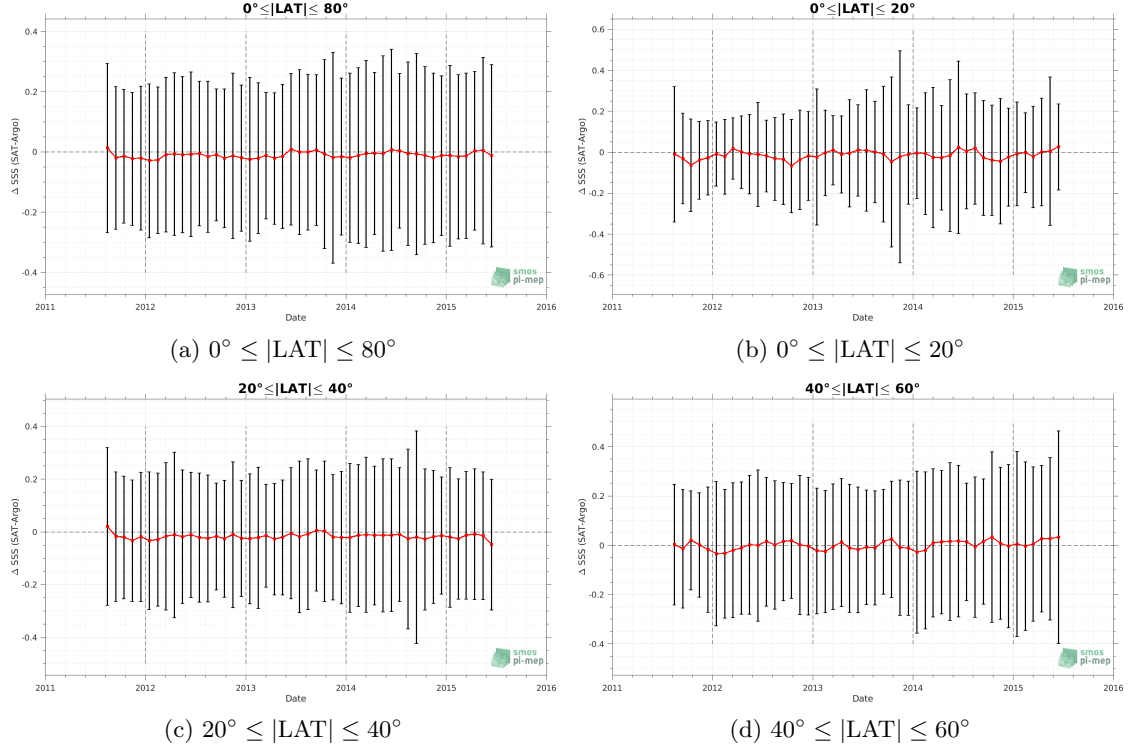 0°≤|LAT|≤ 80°
0.4
0.2
0
-0.2
-0.4
Δ SSS (SAT-Argo)
2011 2012 2013 2014 2015 2016
Date
smos
pi-mep
(a) 0° ≤ |LAT| ≤ 80°
0°≤|LAT|≤ 20°
0.6
0.4
0.2
-0.0
-0.2
-0.4
-0.6
Δ SSS (SAT-Argo)
2011 2012 2013 2014 2015 2016
Date
smos
pi-mep
(b) 0° ≤ |LAT| ≤ 20°
20°≤|LAT|≤ 40°
0.4
0.2
0
-0.2
-0.4
Δ SSS (SAT-Argo)
2011 2012 2013 2014 2015 2016
Date
smos
pi-mep
(c) 20° ≤ |LAT| ≤ 40°
40°≤|LAT|≤ 60°
0.4
0.2
0
-0.2
-0.4
Δ SSS (SAT-Argo)
2011 2012 2013 2014 2015 2016
Date
smos
pi-mep
(d) 40° ≤ |LAT| ≤ 60°